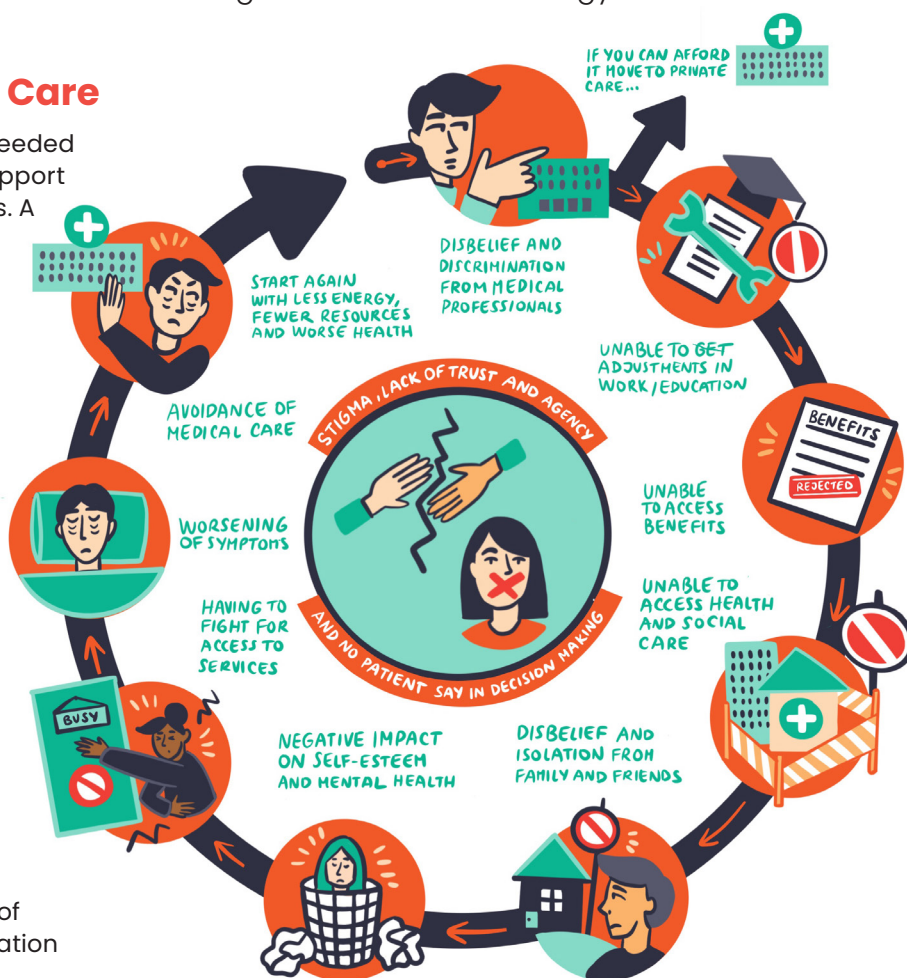 Care
eeded
pport
s. A
IF YOU CAN AFFORD
IT MOVE TO PRIVATE
CARE...
DISBELIEF AND
DISCRIMINATION
FROM MEDICAL
PROFESSIONALS
UNABLE TO GET
ADJUSTMENTS IN
WORK/EDUCATION
BENEFITS
REJECTED
UNABLE
TO ACCESS
BENEFITS
UNABLE TO
ACCESS HEALTH
AND SOCIAL
CARE
DISBELIEF AND
ISOLATION FROM
FAMILY AND FRIENDS
NEGATIVE IMPACT
ON SELF-ESTEEM
AND MENTAL HEALTH
BUSY
HAVING TO
FIGHT FOR
ACCESS TO
SERVICES
WORSENING
OF SYMPTOMS
AVOIDANCE OF
MEDICAL CARE
START AGAIN
WITH LESS ENERGY,
FEWER RESOURCES
AND WORSE HEALTH
STIGMA, LACK OF TRUST AND AGENCY
AND NO PATIENT SAY IN DECISION MAKING
of
ation